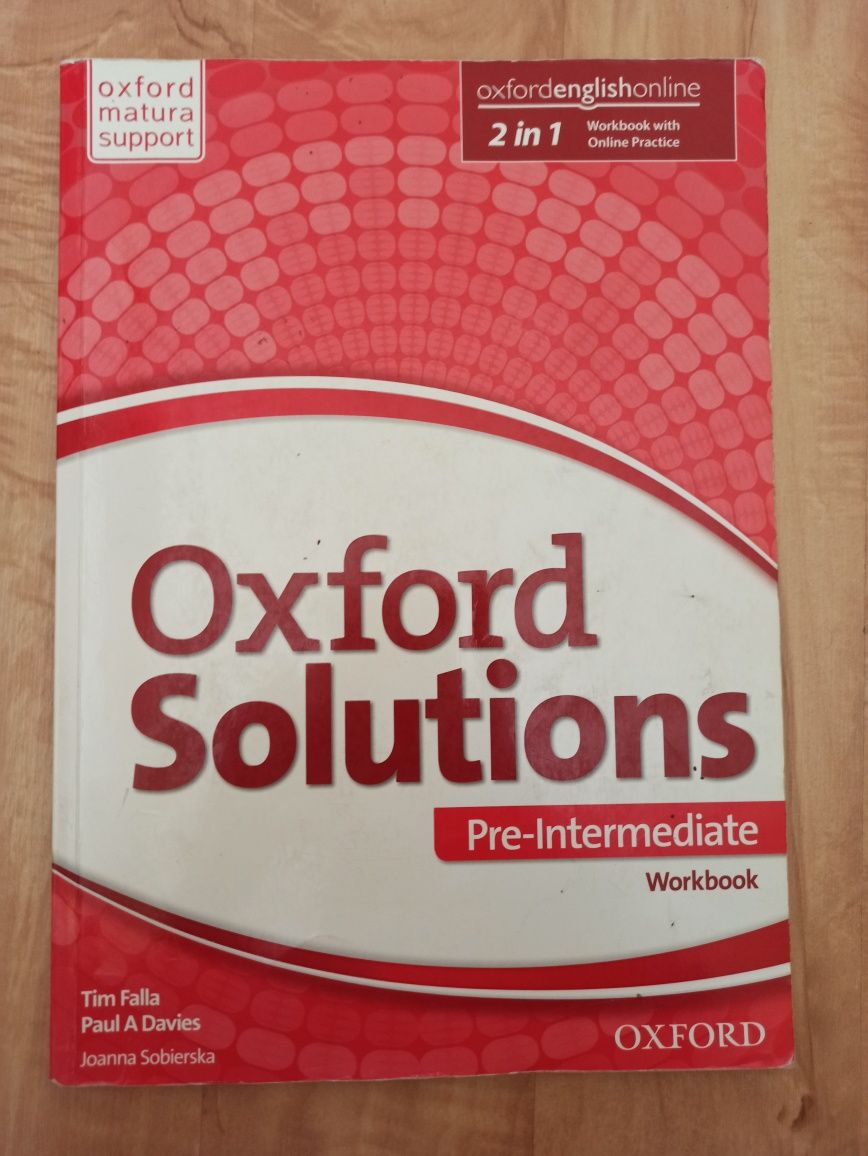 oxford
matura
support
oxfordenglishonline
2 in 1
Workbook with
Online Practice
Oxford
Solutions
Pre-Intermediate
Workbook
Tim Falla
Paul A Davies
Joanna Sobierska
OXFORD